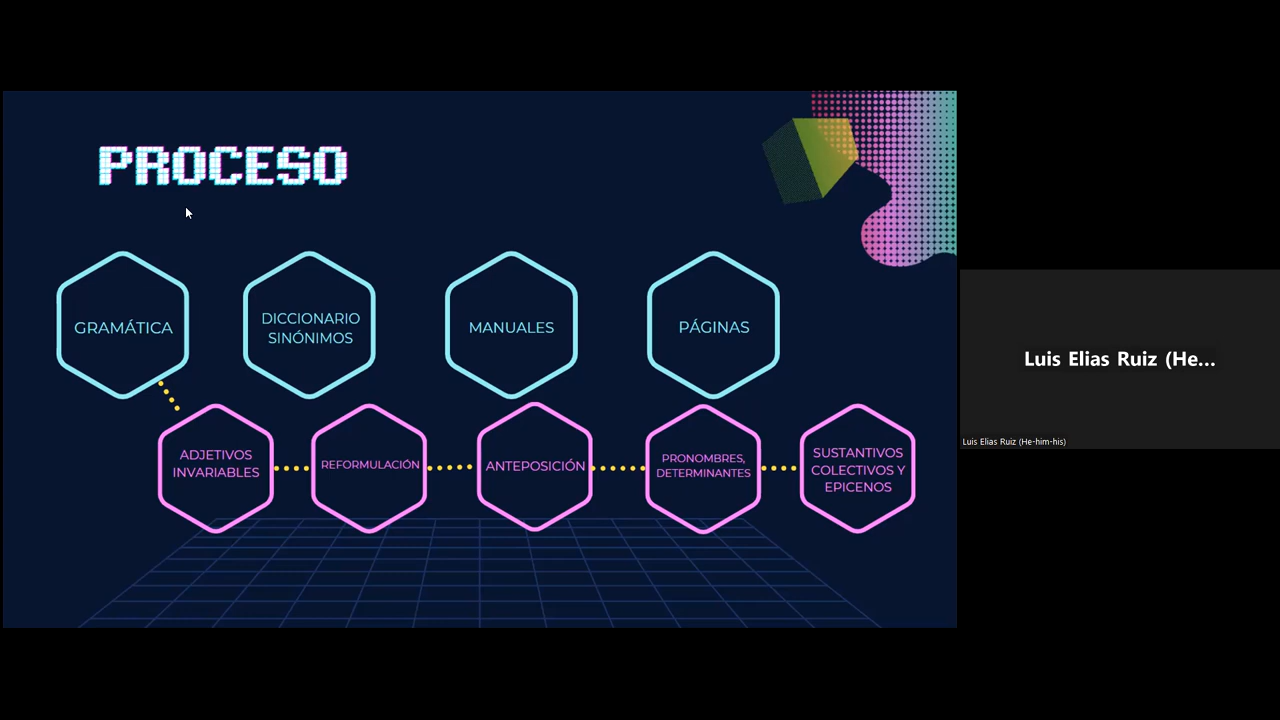 PROCESO
GRAMÁTICA
DICCIONARIO
SINÓNIMOS
MANUALES
PÁGINAS
ADJETIVOS
INVARIABLES
REFORMULACIÓN
ANTEPOSICIÓN
PRONOMBRES,
DETERMINANTES
SUSTANTIVOS
COLECTIVOS Y
EPICENOS
Luis Elias Ruiz (He...
Luis Elias Ruiz (He-him-his)